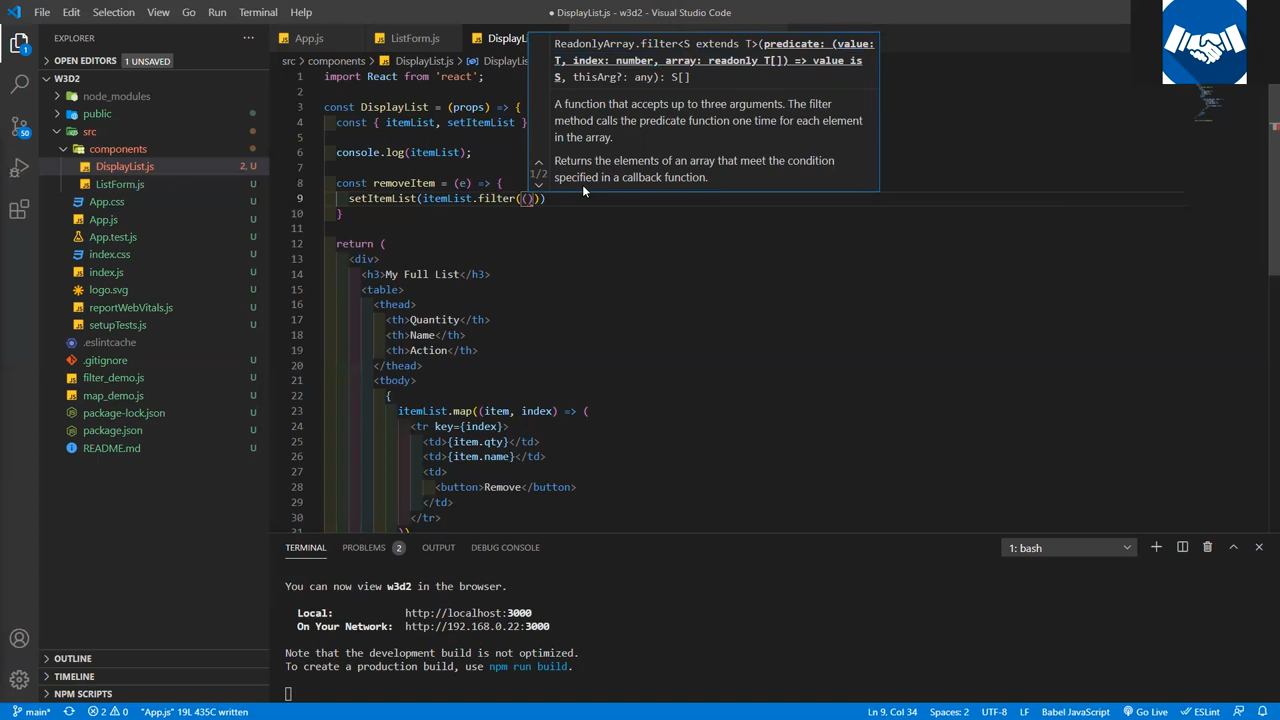 File Edit Selection View Go Run Terminal Help
● DisplayList.js - w3d2 - Visual Studio Code
EXPLORER
OPEN EDITORS 1 UNSAVED
W3D2
node_modules
public
src
components
DisplayList.js 2, U
ListForm.js U
App.css U
App.js U
App.test.js U
index.css U
index.js U
logo.svg U
reportWebVitals.js U
setupTests.js U
.eslintcache
.gitignore U
filter_demo.js U
map_demo.js U
package-lock.json U
package.json U
README.md U
OUTLINE
TIMELINE
NPM SCRIPTS
1
50
App.js ListForm.js DisplayLi
src > components > DisplayList.js > DisplayLis
1 import React from 'react';
2
3 const DisplayList = (props) => {
4 const { itemList, setItemList }
5
6 console.log(itemList);
7
8 const removeItem = (e) => {
9 setItemList(itemList.filter(()))
10 }
11
12 return (
13 <div>
14 <h3>My Full List</h3>
15 <table>
16 <thead>
17 <th>Quantity</th>
18 <th>Name</th>
19 <th>Action</th>
20 </thead>
21 <tbody>
22 {
23 itemList.map((item, index) => (
24 <tr key={index}>
25 <td>{item.qty}</td>
26 <td>{item.name}</td>
27 <td>
28 <button>Remove</button>
29 </td>
30 </tr>
31 ))
ReadonlyArray.filter<S extends T>(predicate: (value:
T, index: number, array: readonly T[]) => value is
S, thisArg?: any): S[]
A function that accepts up to three arguments. The filter
method calls the predicate function one time for each element
in the array.
1/2
Returns the elements of an array that meet the condition
specified in a callback function.
TERMINAL PROBLEMS 2 OUTPUT DEBUG CONSOLE 1: bash
You can now view w3d2 in the browser.
Local: http://localhost:3000
On Your Network: http://192.168.0.22:3000
Note that the development build is not optimized.
To create a production build, use npm run build.
main* 2 0 "App.js" 19L 435C written Ln 9, Col 34 Spaces: 2 UTF-8 LF Babel JavaScript Go Live ESLint